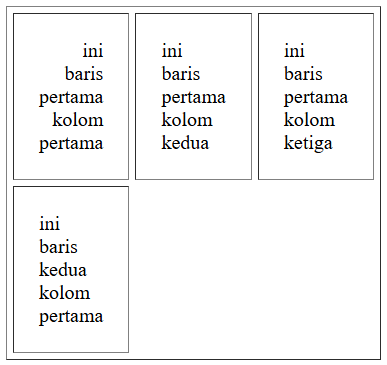 ini
baris
pertama
kolom
pertama
ini
baris
pertama
kolom
kedua
ini
baris
pertama
kolom
ketiga
ini
baris
kedua
kolom
pertama